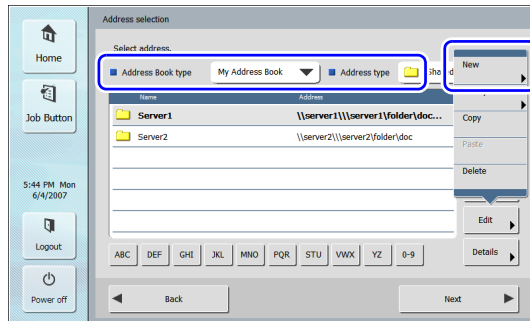 Address selection
Home
Select address.
Address Book type
My Address Book
Address type
New
Name
Address
Server1
\\server1\\\server1\folder\doc...
Server2
\\server2\\\server2\folder\doc
Job Button
Copy
Paste
Delete
5:44 PM Mon
6/4/2007
Edit
Logout
ABC DEF GHI JKL MNO PQR STU VWX YZ 0-9
Details
Power off
Back
Next